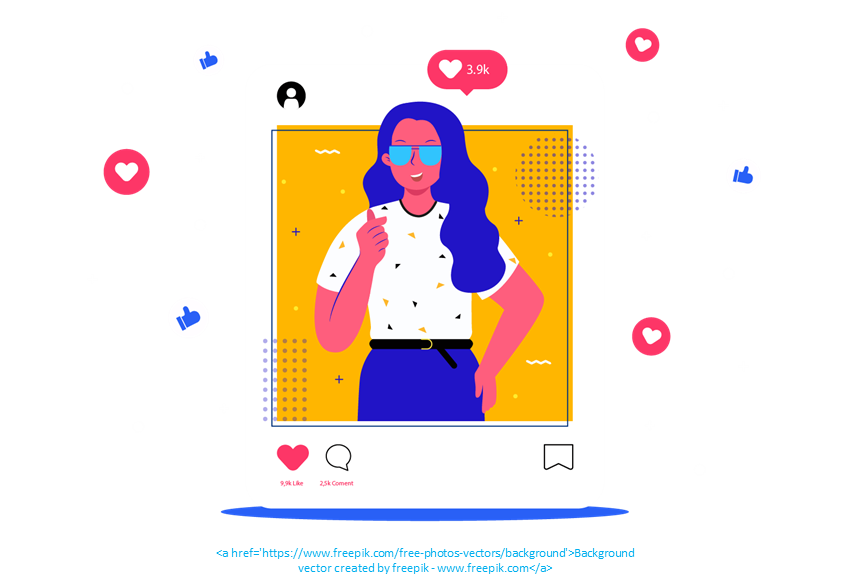 3.9k
9,9k Like 2,5k Coment
<a href='https://www.freepik.com/free-photos-vectors/background'>Background
vector created by freepik - www.freepik.com</a>